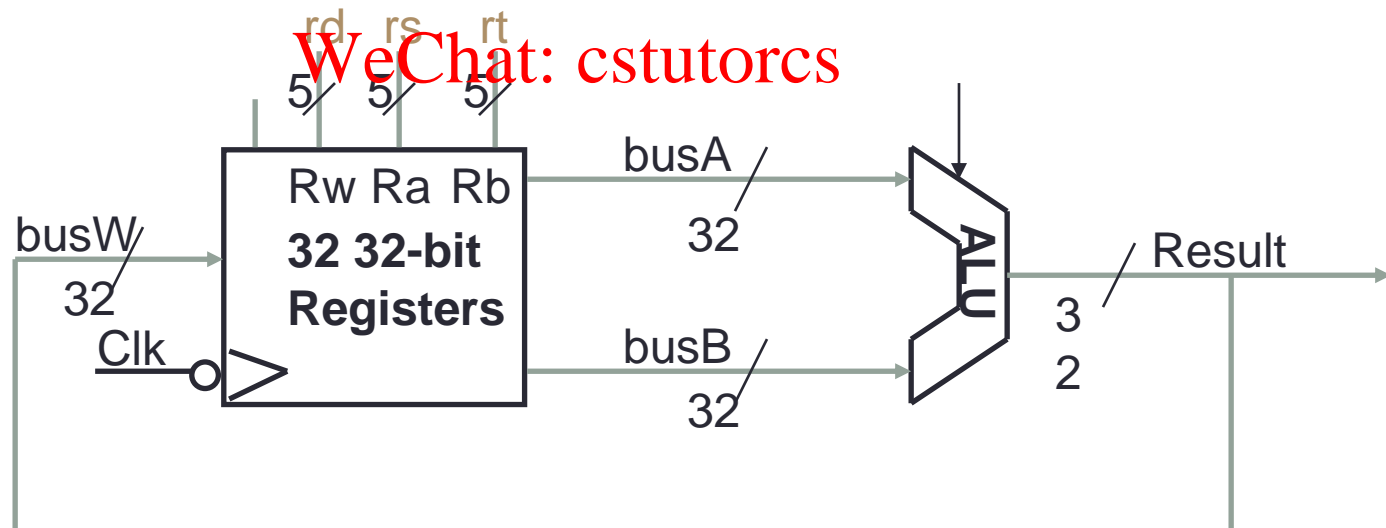 rd rs rt
WeChat: cstutorcs
5 5 5
busA
Rw Ra Rb
32
busW
32 32-bit
Registers
32
ALU
Result
3
2
Clk
busB
32